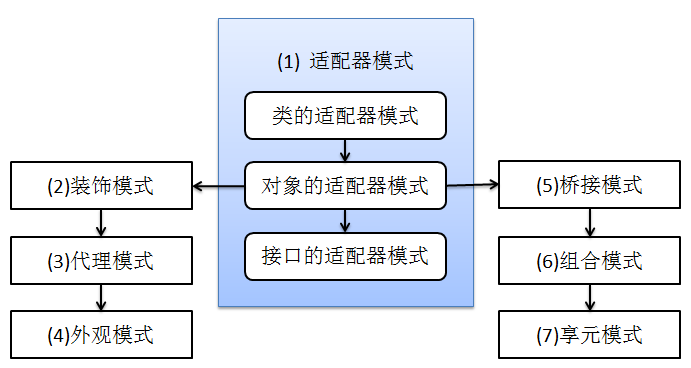 (1) 适配器模式
类的适配器模式
对象的适配器模式
接口的适配器模式
(2)装饰模式
(3)代理模式
(4)外观模式
(5)桥接模式
(6)组合模式
(7)享元模式